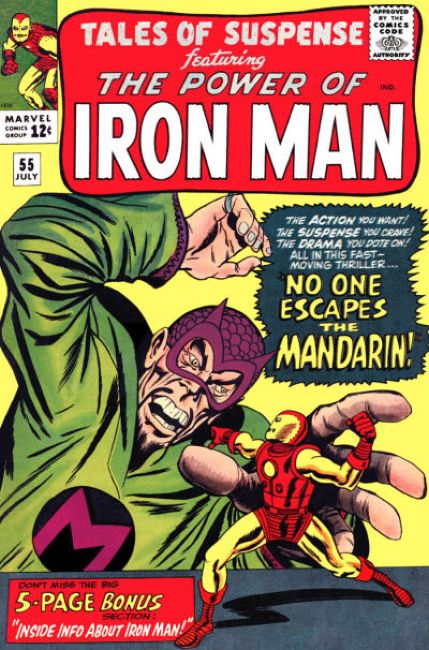 TALES OF SUSPENSE
featuring
THE POWER OF
IRON MAN
APPROVED
BY THE
COMICS
CODE
AUTHORITY
IND.
MARVEL
COMICS
GROUP
12¢
55
JULY
THE ACTION YOU WANT!
THE SUSPENSE YOU CRAVE!
THE DRAMA YOU DOTE ON!
ALL IN THIS FAST-
MOVING THRILLER...
"NO ONE
ESCAPES
THE
MANDARIN!"
M
DON'T MISS THE BIG
5-PAGE BONUS
SECTION:
"INSIDE INFO ABOUT IRON MAN!"